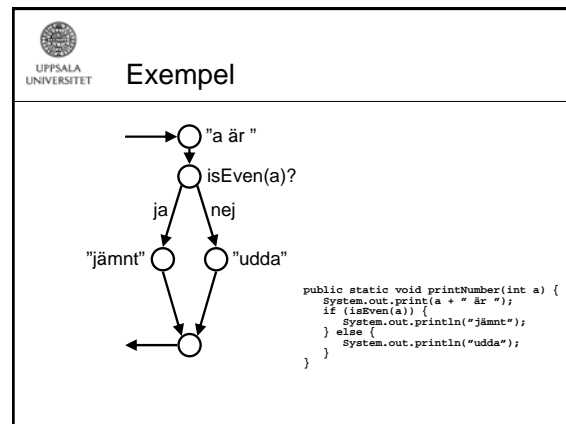 UPPSALA
UNIVERSITET
Exempel
"a är "
isEven(a)?
ja nej
"jämnt" "udda"
public static void printNumber(int a) {
System.out.print(a + " är ");
if (isEven(a)) {
System.out.println("jämnt");
} else {
System.out.println("udda");
}
}